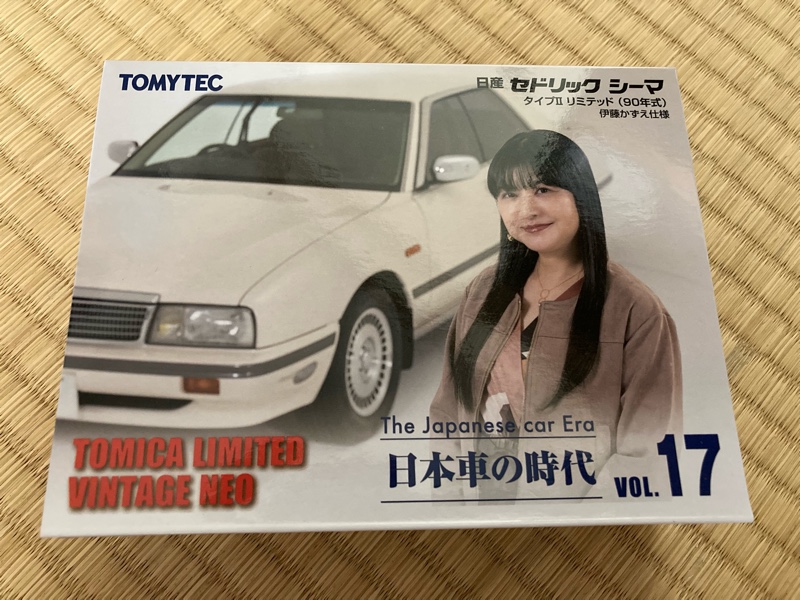 TOMYTEC
日産 セドリック シーマ
タイプII リミテッド（90年式）
伊藤かずえ仕様
The Japanese car Era
日本車の時代 VOL.17
TOMICA LIMITED
VINTAGE NEO